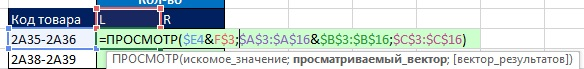 Кол-во
Код товара L R
2A35-2A36 =ПРОСМОТР($E4&F$3;$A$3:$A$16&$B$3:$B$16;$C$3:$C$16)
2A38-2A39 ПРОСМОТР(искомое_значение; просматриваемый_вектор; [вектор_результатов])